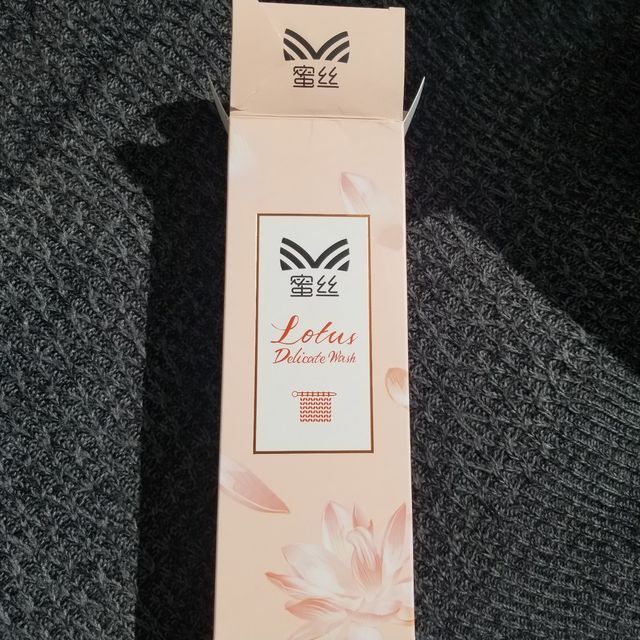 蜜丝
蜜丝
Lotus
Delicate Wash